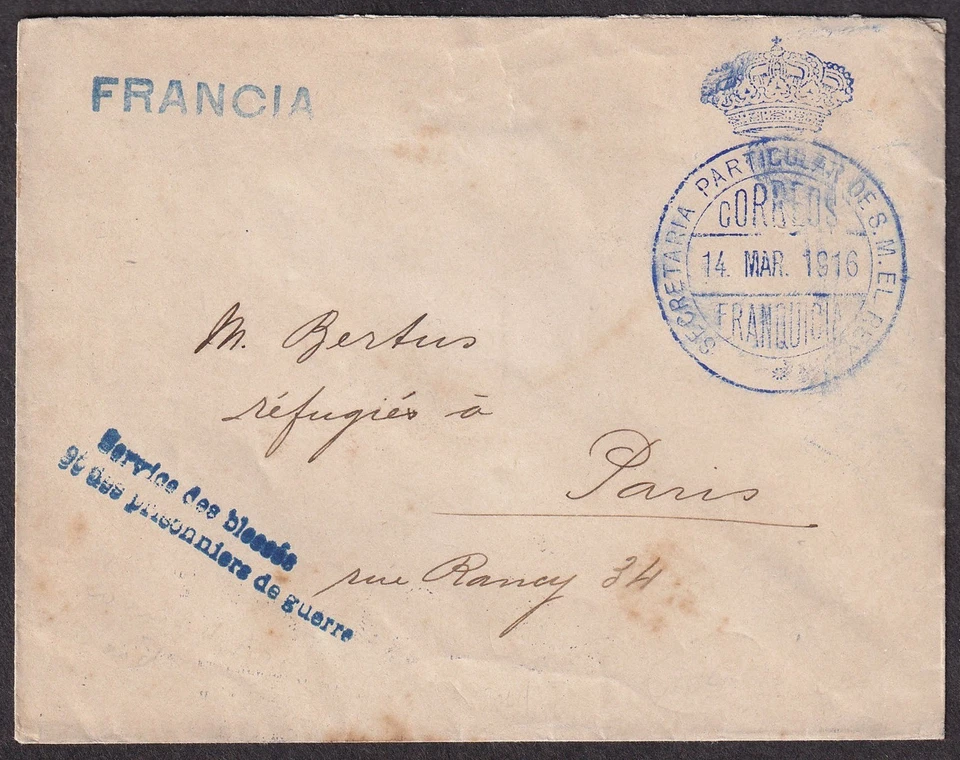 FRANCIA
SECRETARIA PARTICULAR DE S.M. EL REY
CORREOS
14. MAR. 1916
FRANQUICIA
M. Bertus
réfugiés à
Paris
rue Rancy 34
Service des blessés
et des prisonniers de guerre